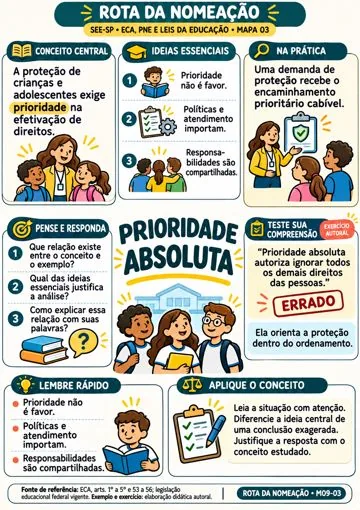 ROTA DA NOMEAÇÃO
SEE-SP • ECA, PNE E LEIS DA EDUCAÇÃO • MAPA 03
CONCEITO CENTRAL
A proteção de
crianças e
adolescentes exige
prioridade na
efetivação de
direitos.
IDEIAS ESSENCIAIS
1
Prioridade
não é favor.
2
Políticas e
atendimento
importam.
3
Responsa-
bilidades são
compartilhadas.
NA PRÁTICA
Uma demanda de
proteção recebe o
encaminhamento
prioritário cabível.
PENSE E RESPONDA
1
Que relação existe
entre o conceito e
o exemplo?
2
Qual das ideias
essenciais justifica
a análise?
3
Como explicar essa
relação com suas
palavras?
?
PRIORIDADE
ABSOLUTA
TESTE SUA
COMPREENSÃO
EXERCÍCIO
AUTORAL
“Prioridade absoluta
autoriza ignorar todos
os demais direitos
das pessoas.”
ERRADO
Ela orienta a proteção
dentro do ordenamento.
LEMBRE RÁPIDO
Prioridade não
é favor.
Políticas e
atendimento
importam.
Responsabilidades
são compartilhadas.
APLIQUE O CONCEITO
Leia a situação com atenção.
Diferencie a ideia central de
uma conclusão exagerada.
Justifique a resposta com o
conceito estudado.
Fonte de referência: ECA, arts. 1º a 5º e 53 a 56; legislação
educacional federal vigente. Exemplo e exercício: elaboração didática autoral.
ROTA DA NOMEAÇÃO • M09-03